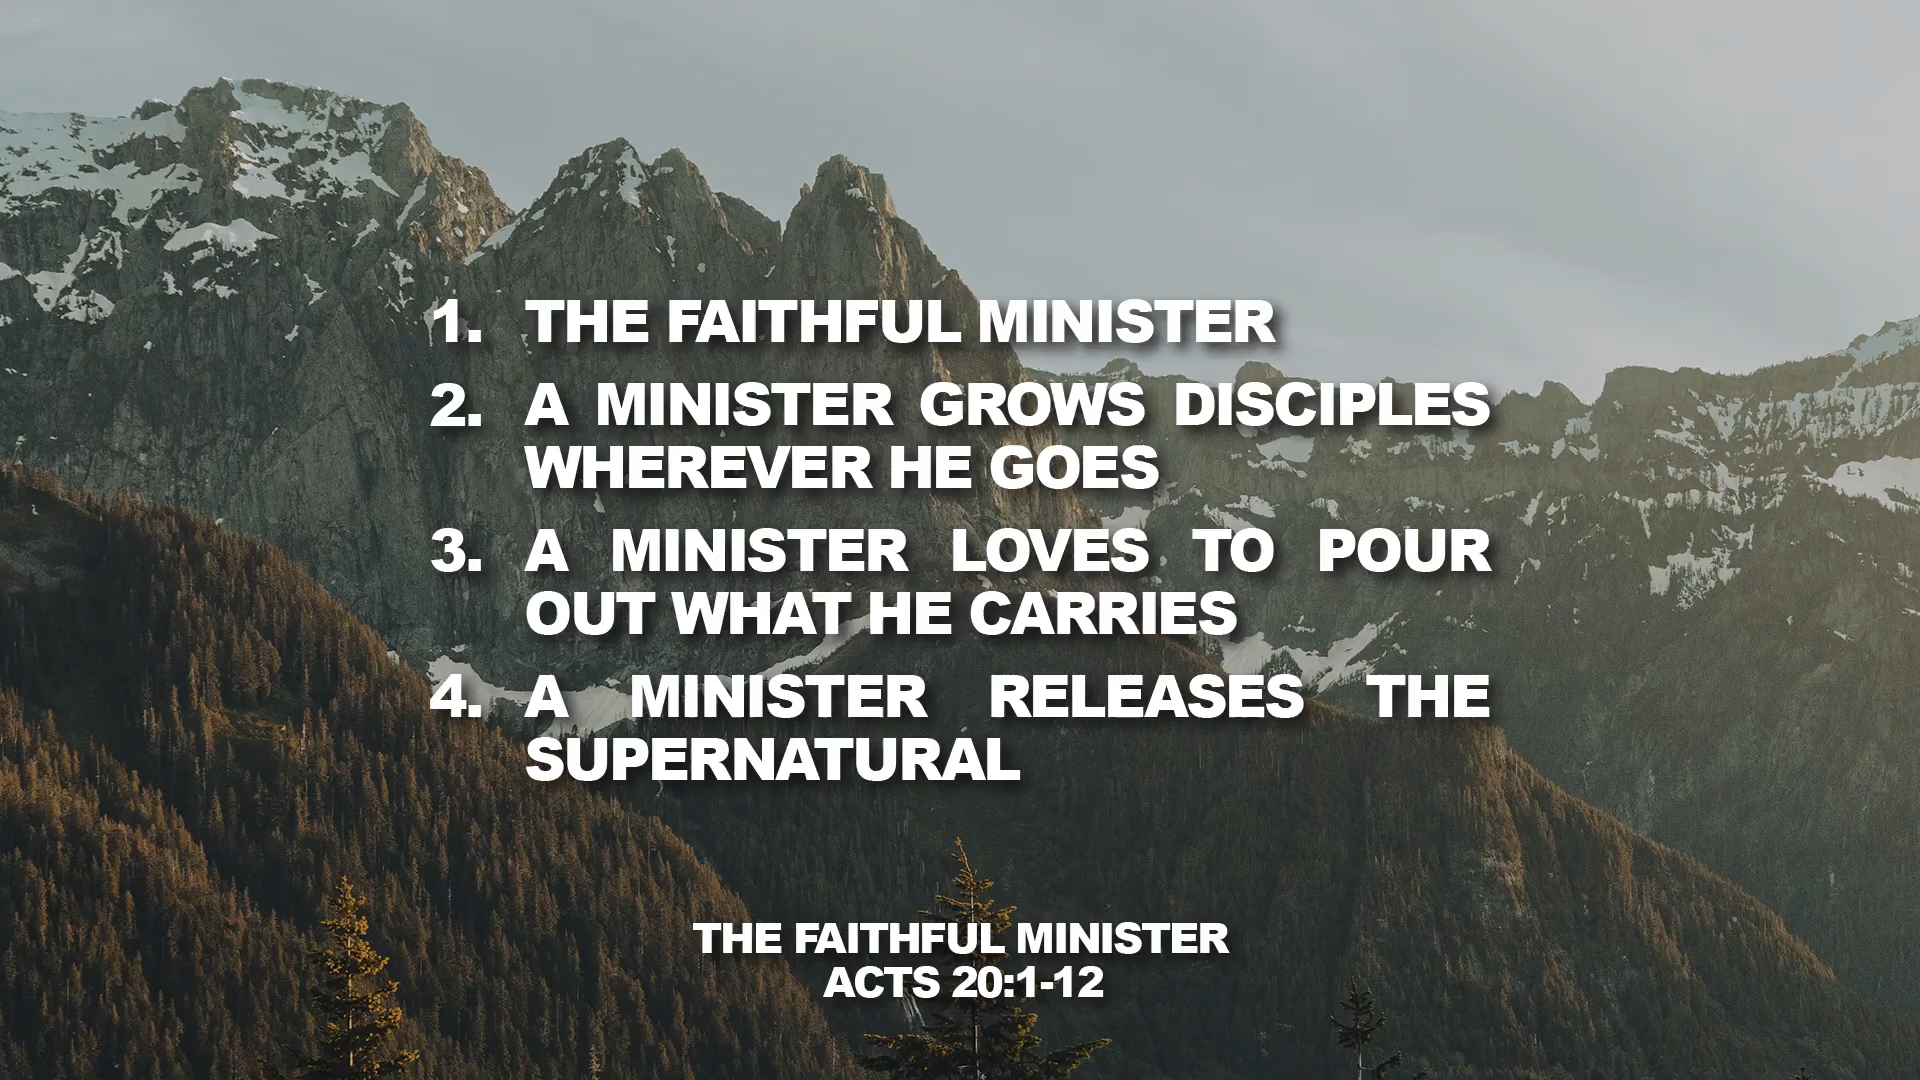 1. THE FAITHFUL MINISTER
2. A MINISTER GROWS DISCIPLES
WHEREVER HE GOES
3. A MINISTER LOVES TO POUR
OUT WHAT HE CARRIES
4. A MINISTER RELEASES THE
SUPERNATURAL
THE FAITHFUL MINISTER
ACTS 20:1-12